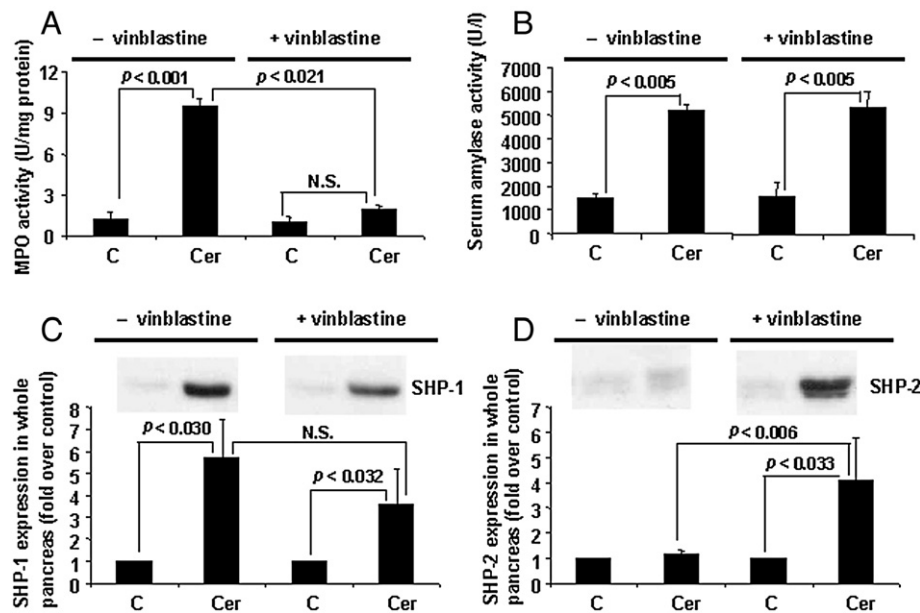 A
– vinblastine
+ vinblastine
MPO activity (U/mg protein)
12
9
6
3
0
p < 0.001
p < 0.021
N.S.
C
Cer
C
Cer
B
– vinblastine
+ vinblastine
Serum amylase activity (U/l)
7000
6000
5000
4000
3000
2000
1000
0
p < 0.005
p < 0.005
C
Cer
C
Cer
C
– vinblastine
+ vinblastine
SHP-1
SHP-1 expression in whole
pancreas (fold over control)
8
7
6
5
4
3
2
1
0
p < 0.030
N.S.
p < 0.032
C
Cer
C
Cer
D
– vinblastine
+ vinblastine
SHP-2
SHP-2 expression in whole
pancreas (fold over control)
8
7
6
5
4
3
2
1
0
p < 0.006
p < 0.033
C
Cer
C
Cer